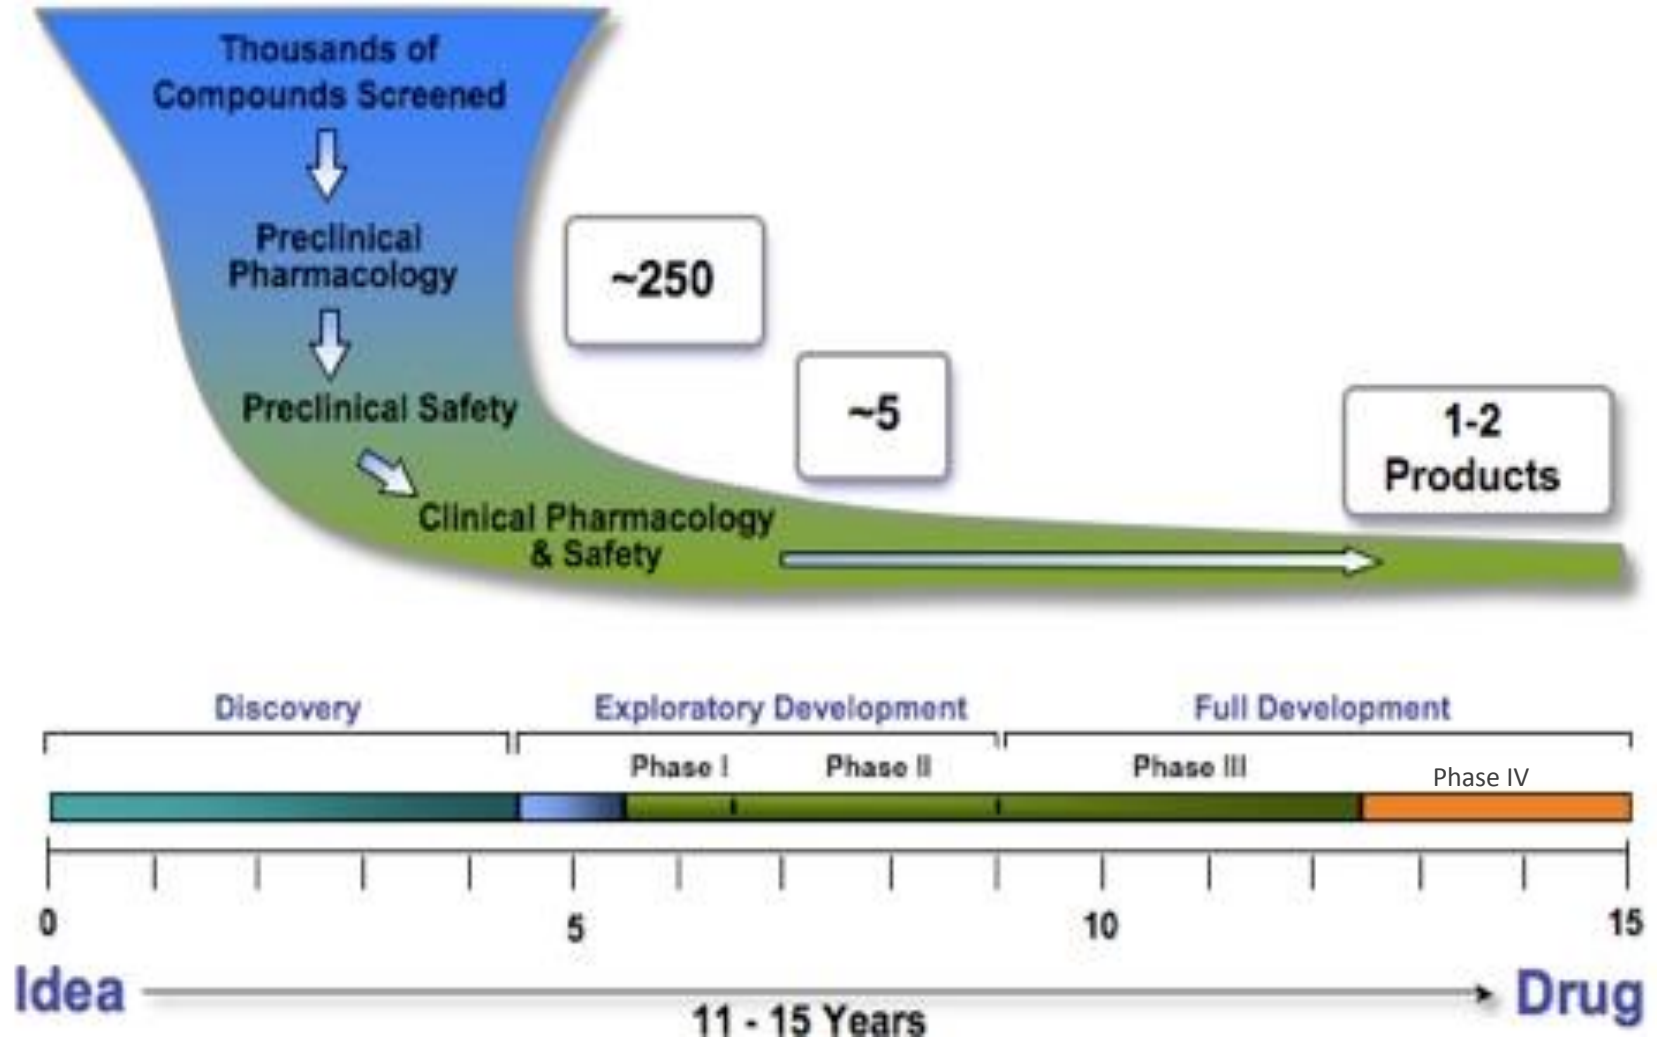 Thousands of
Compounds Screened
Preclinical
Pharmacology
~250
Preclinical Safety
~5
1-2
Products
Clinical Pharmacology
& Safety
Discovery
Exploratory Development
Full Development
Phase I
Phase II
Phase III
Phase IV
0
5
10
15
Idea
Drug
11 - 15 Years